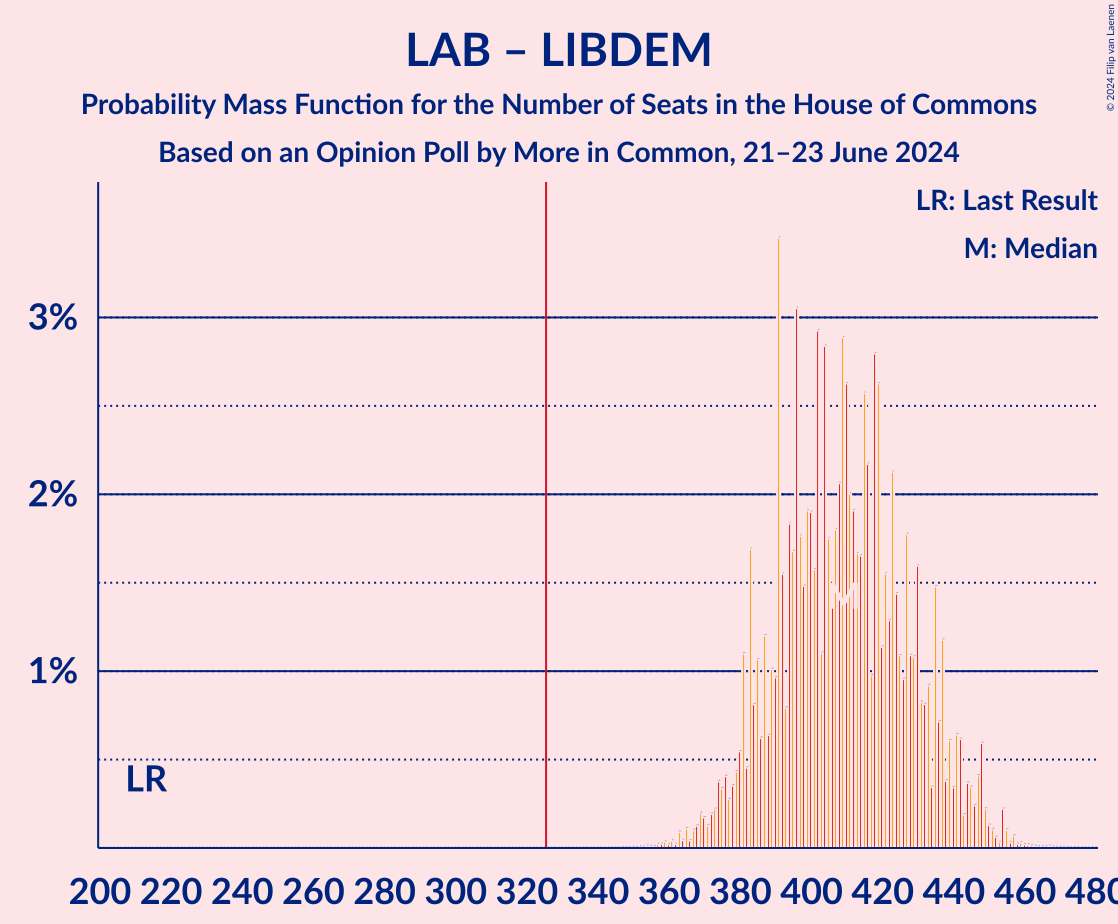 LAB – LIBDEM
Probability Mass Function for the Number of Seats in the House of Commons
Based on an Opinion Poll by More in Common, 21–23 June 2024
© 2024 Filip van Laenen
LR: Last Result
M: Median
3%
2%
1%
LR
M
200 220 240 260 280 300 320 340 360 380 400 420 440 460 480